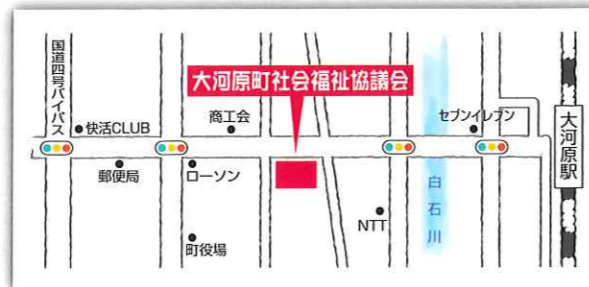 国道四号バイパス
大河原町社会福祉協議会
快活CLUB
商工会
セブンイレブン
大河原駅
郵便局
ローソン
白石川
NTT
町役場